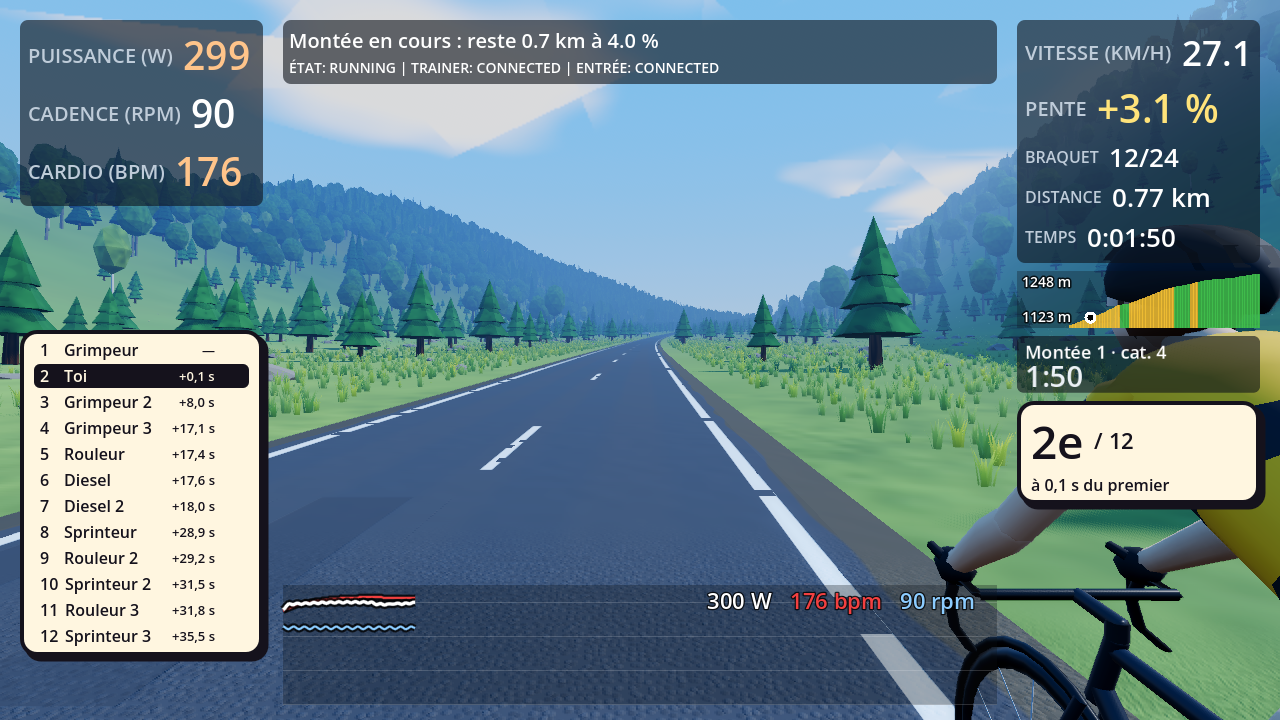 PUISSANCE (W) 299
CADENCE (RPM) 90
CARDIO (BPM) 176
Montée en cours : reste 0.7 km à 4.0 %
ÉTAT: RUNNING | TRAINER: CONNECTED | ENTRÉE: CONNECTED
VITESSE (KM/H) 27.1
PENTE +3.1 %
BRAQUET 12/24
DISTANCE 0.77 km
TEMPS 0:01:50
1248 m
1123 m
Montée 1 · cat. 4
1:50
2e / 12
à 0,1 s du premier
1 Grimpeur —
2 Toi +0,1 s
3 Grimpeur 2 +8,0 s
4 Grimpeur 3 +17,1 s
5 Rouleur +17,4 s
6 Diesel +17,6 s
7 Diesel 2 +18,0 s
8 Sprinteur +28,9 s
9 Rouleur 2 +29,2 s
10 Sprinteur 2 +31,5 s
11 Rouleur 3 +31,8 s
12 Sprinteur 3 +35,5 s
300 W 176 bpm 90 rpm